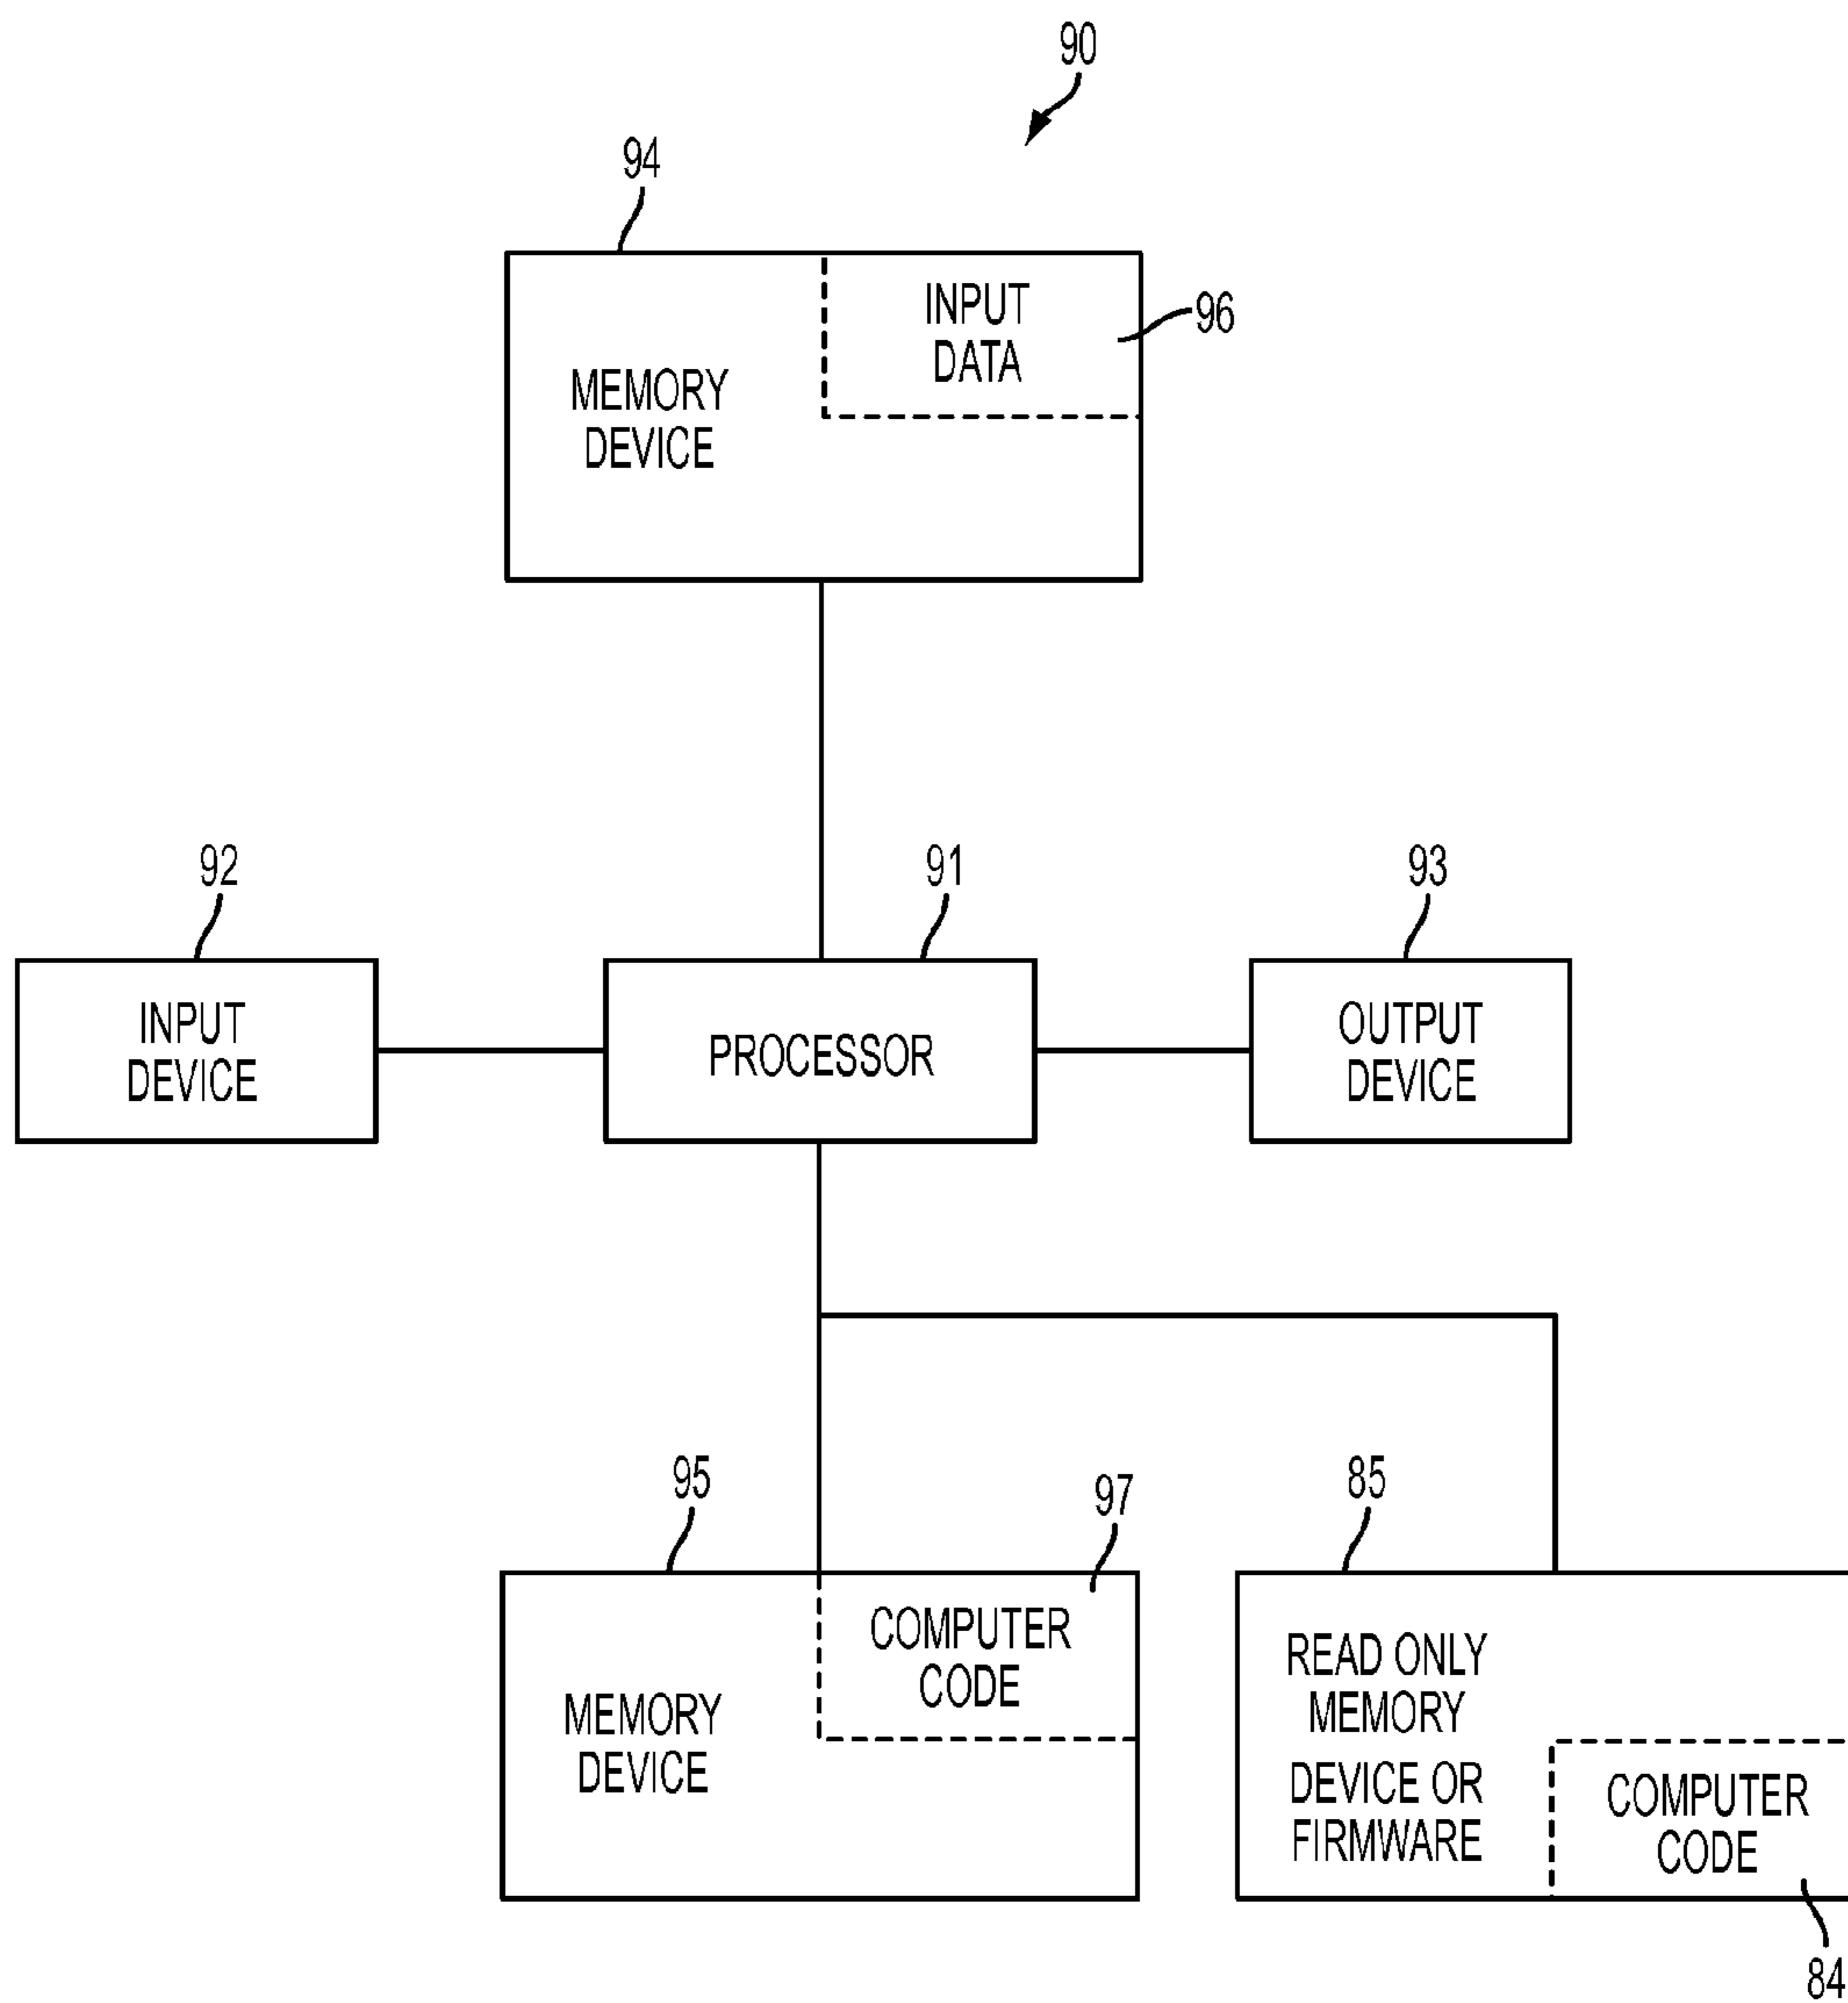 90
94
INPUT
DATA
96
MEMORY
DEVICE
92
91
93
INPUT
DEVICE
PROCESSOR
OUTPUT
DEVICE
95
97
85
COMPUTER
CODE
MEMORY
DEVICE
READ ONLY
MEMORY
DEVICE OR
FIRMWARE
COMPUTER
CODE
84